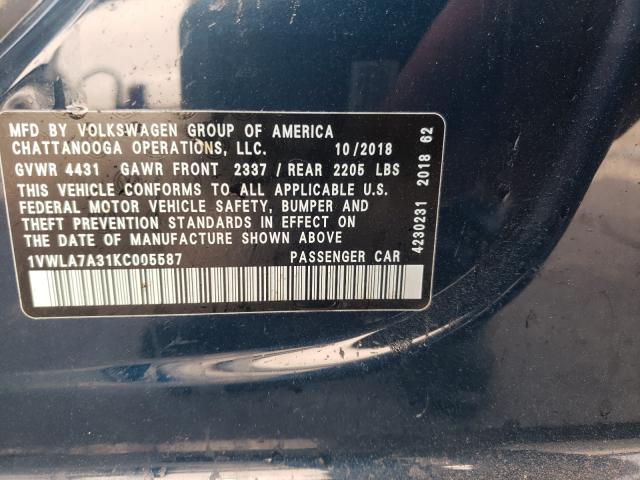 MFD BY VOLKSWAGEN GROUP OF AMERICA
CHATTANOOGA OPERATIONS, LLC. 10/2018
GVWR 4431 GAWR FRONT 2337 / REAR 2205 LBS
THIS VEHICLE CONFORMS TO ALL APPLICABLE U.S.
FEDERAL MOTOR VEHICLE SAFETY, BUMPER AND
THEFT PREVENTION STANDARDS IN EFFECT ON
THE DATE OF MANUFACTURE SHOWN ABOVE
1VWLA7A31KC005587 PASSENGER CAR
4230231 2018 62